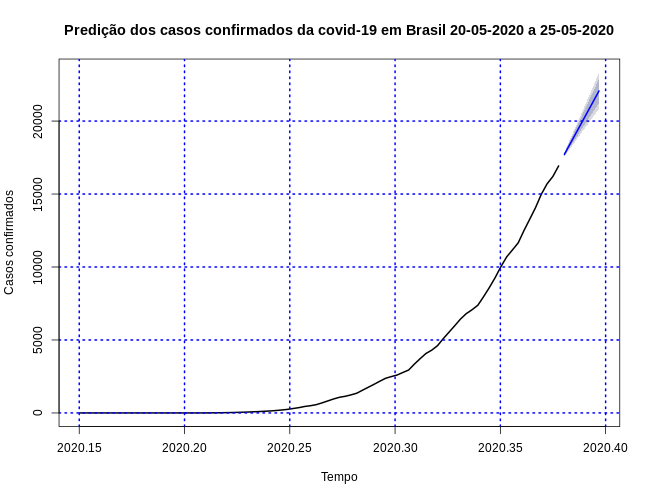 Predição dos casos confirmados da covid-19 em Brasil 20-05-2020 a 25-05-2020
Casos confirmados
20000
15000
10000
5000
0
2020.15 2020.20 2020.25 2020.30 2020.35 2020.40
Tempo